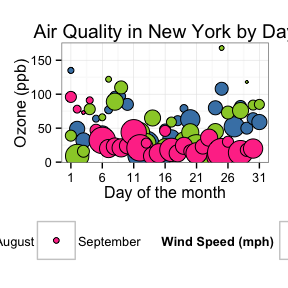 Air Quality in New York by Day
Ozone (ppb)
150
100
50
0
1 6 11 16 21 26 31
Day of the month
August September Wind Speed (mph)